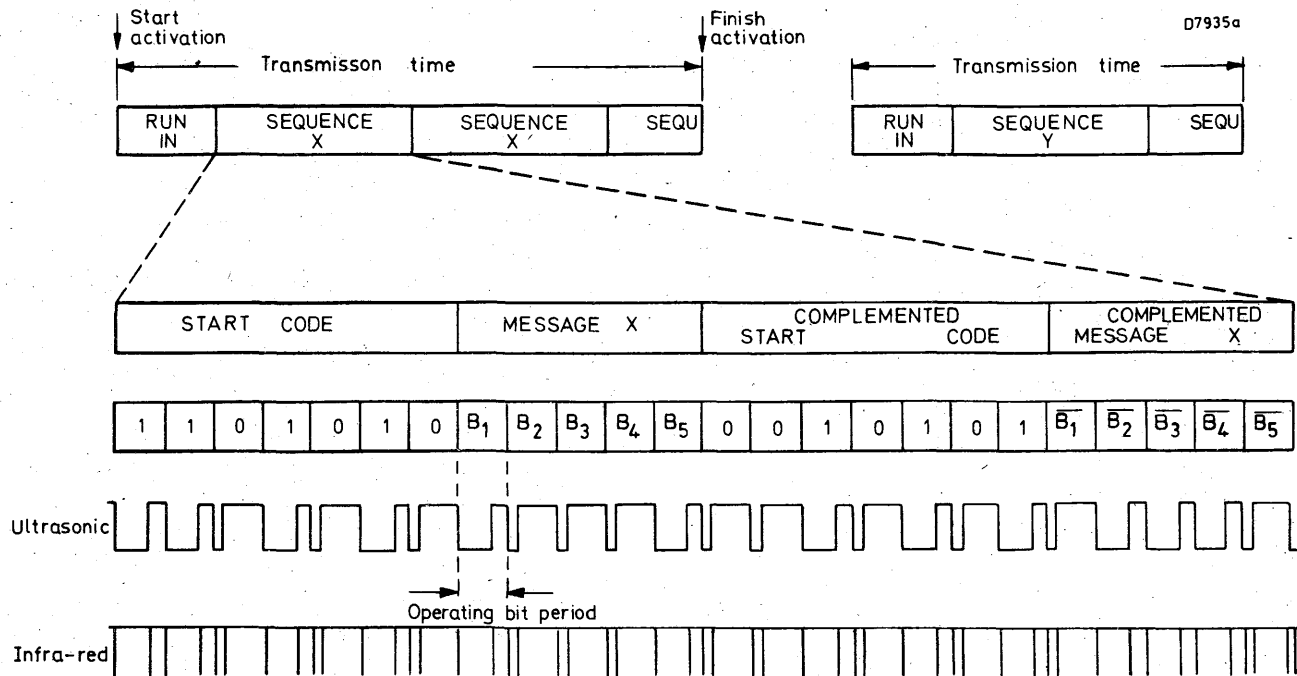 Start activation
Finish activation
D7935a
Transmisson time
Transmission time
RUN IN
SEQUENCE X
SEQUENCE X
SEQU
RUN IN
SEQUENCE Y
SEQU
START CODE
MESSAGE X
COMPLEMENTED START CODE
COMPLEMENTED MESSAGE X
1 1 0 1 0 1 0 B₁ B₂ B₃ B₄ B₅ 0 0 1 0 1 0 1 B̅₁ B̅₂ B̅₃ B̅₄ B̅₅
Ultrasonic
Operating bit period
Infra-red